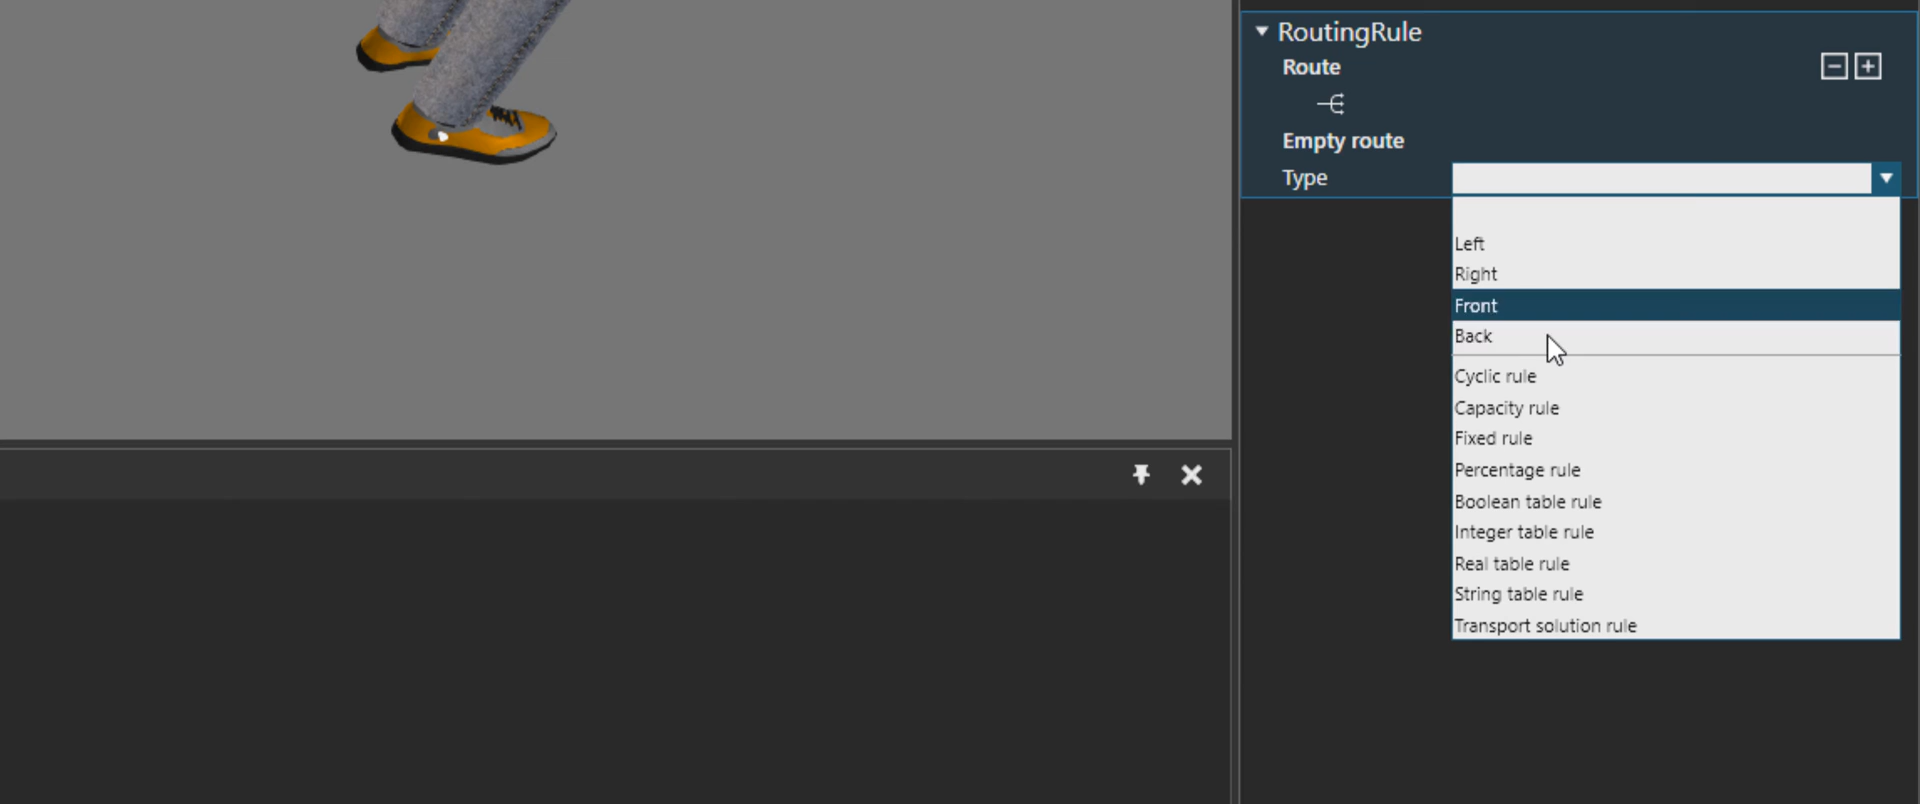 RoutingRule
Route
Empty route
Type
Left
Right
Front
Back
Cyclic rule
Capacity rule
Fixed rule
Percentage rule
Boolean table rule
Integer table rule
Real table rule
String table rule
Transport solution rule